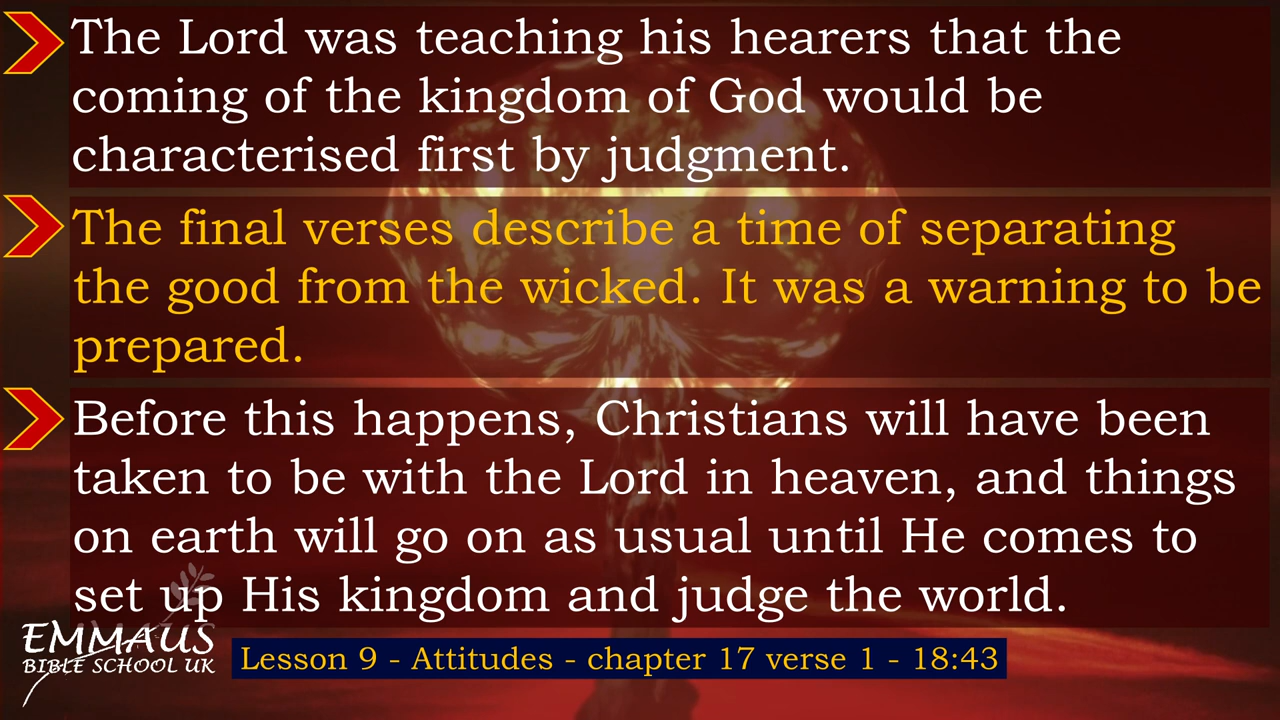 The Lord was teaching his hearers that the
coming of the kingdom of God would be
characterised first by judgment.
The final verses describe a time of separating
the good from the wicked. It was a warning to be
prepared.
Before this happens, Christians will have been
taken to be with the Lord in heaven, and things
on earth will go on as usual until He comes to
set up His kingdom and judge the world.
EMMAUS
BIBLE SCHOOL UK
Lesson 9 - Attitudes - chapter 17 verse 1 - 18:43